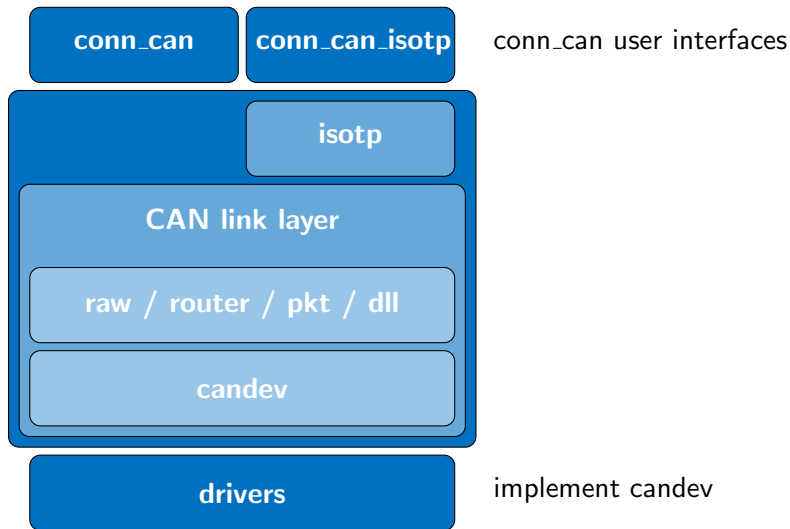 conn_can conn_can_isotp conn_can user interfaces
isotp
CAN link layer
raw / router / pkt / dll
candev
drivers implement candev